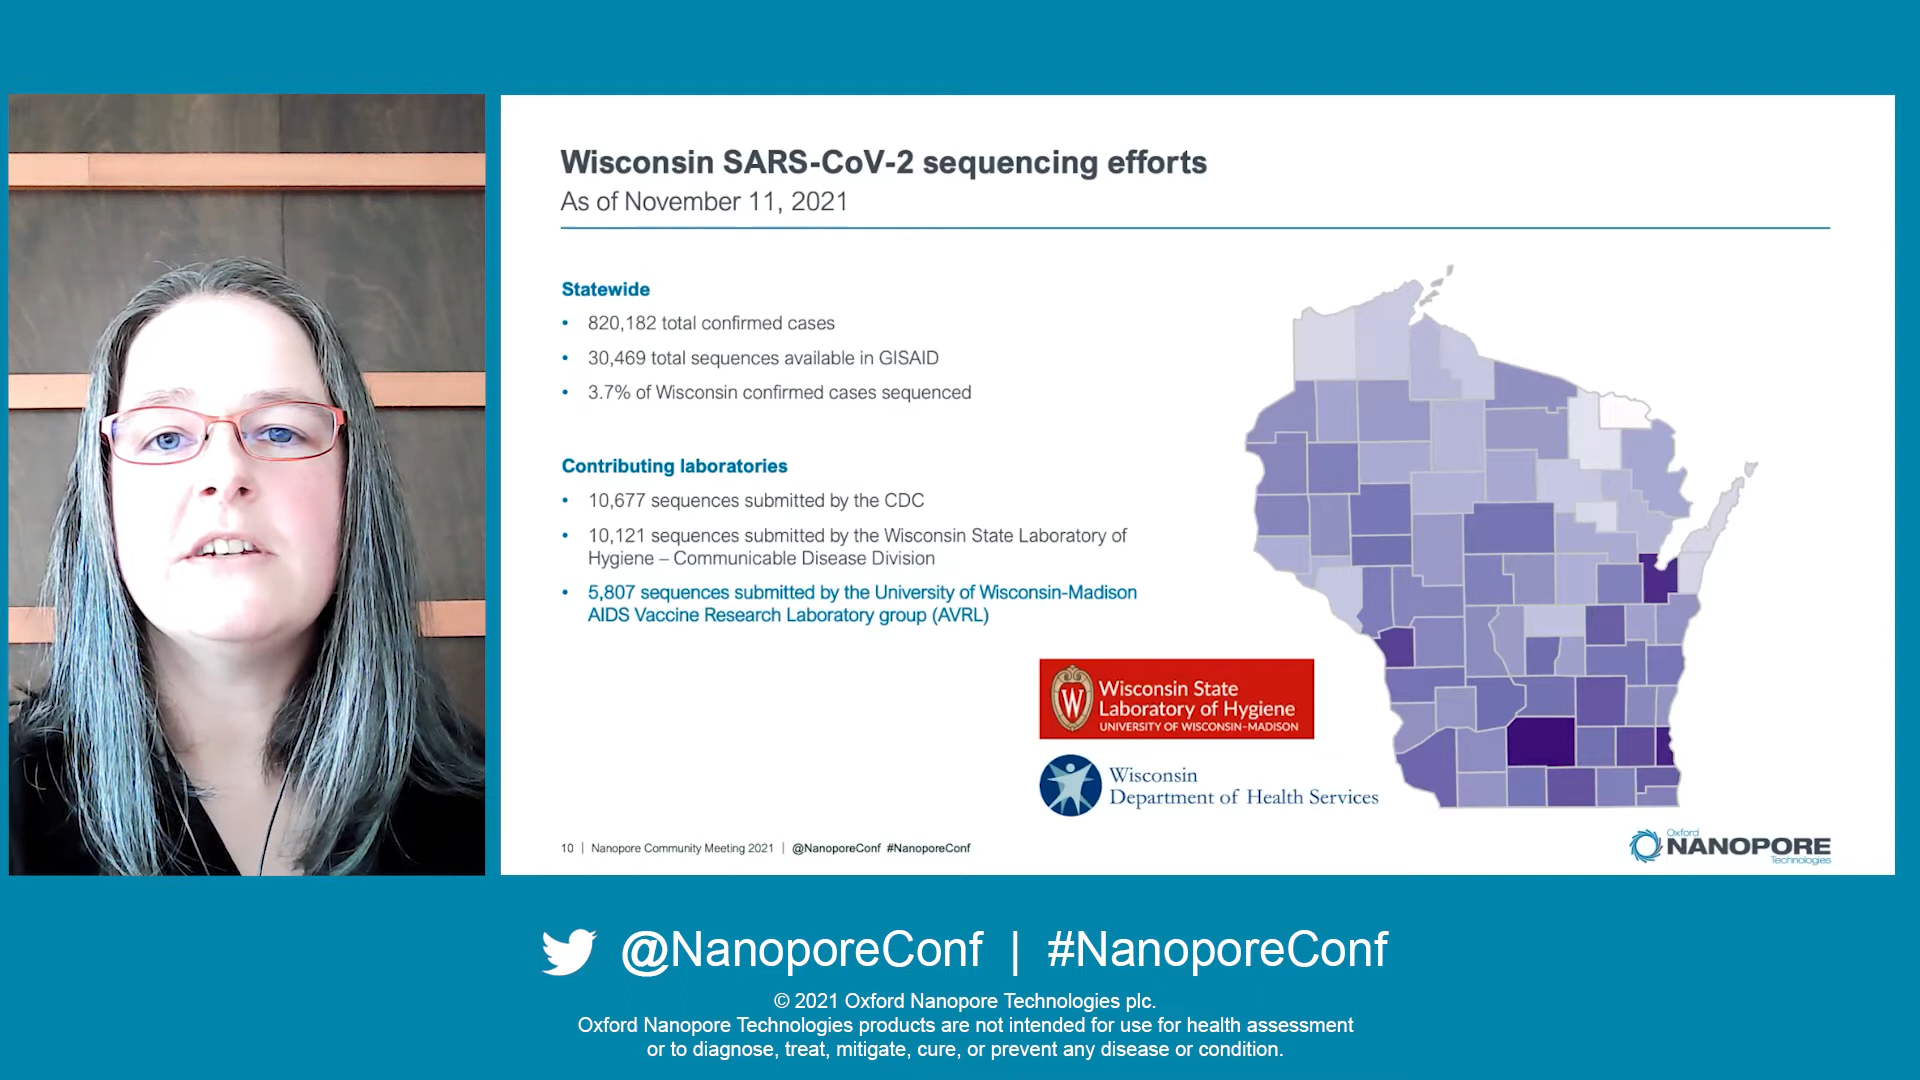 Wisconsin SARS-CoV-2 sequencing efforts
As of November 11, 2021
Statewide
• 820,182 total confirmed cases
• 30,469 total sequences available in GISAID
• 3.7% of Wisconsin confirmed cases sequenced
Contributing laboratories
• 10,677 sequences submitted by the CDC
• 10,121 sequences submitted by the Wisconsin State Laboratory of
Hygiene – Communicable Disease Division
• 5,807 sequences submitted by the University of Wisconsin-Madison
AIDS Vaccine Research Laboratory group (AVRL)
W
Wisconsin State
Laboratory of Hygiene
UNIVERSITY OF WISCONSIN–MADISON
Wisconsin
Department of Health Services
10 | Nanopore Community Meeting 2021 | @NanoporeConf #NanoporeConf
Oxford
NANOPORE
Technologies
@NanoporeConf | #NanoporeConf
© 2021 Oxford Nanopore Technologies plc.
Oxford Nanopore Technologies products are not intended for use for health assessment
or to diagnose, treat, mitigate, cure, or prevent any disease or condition.